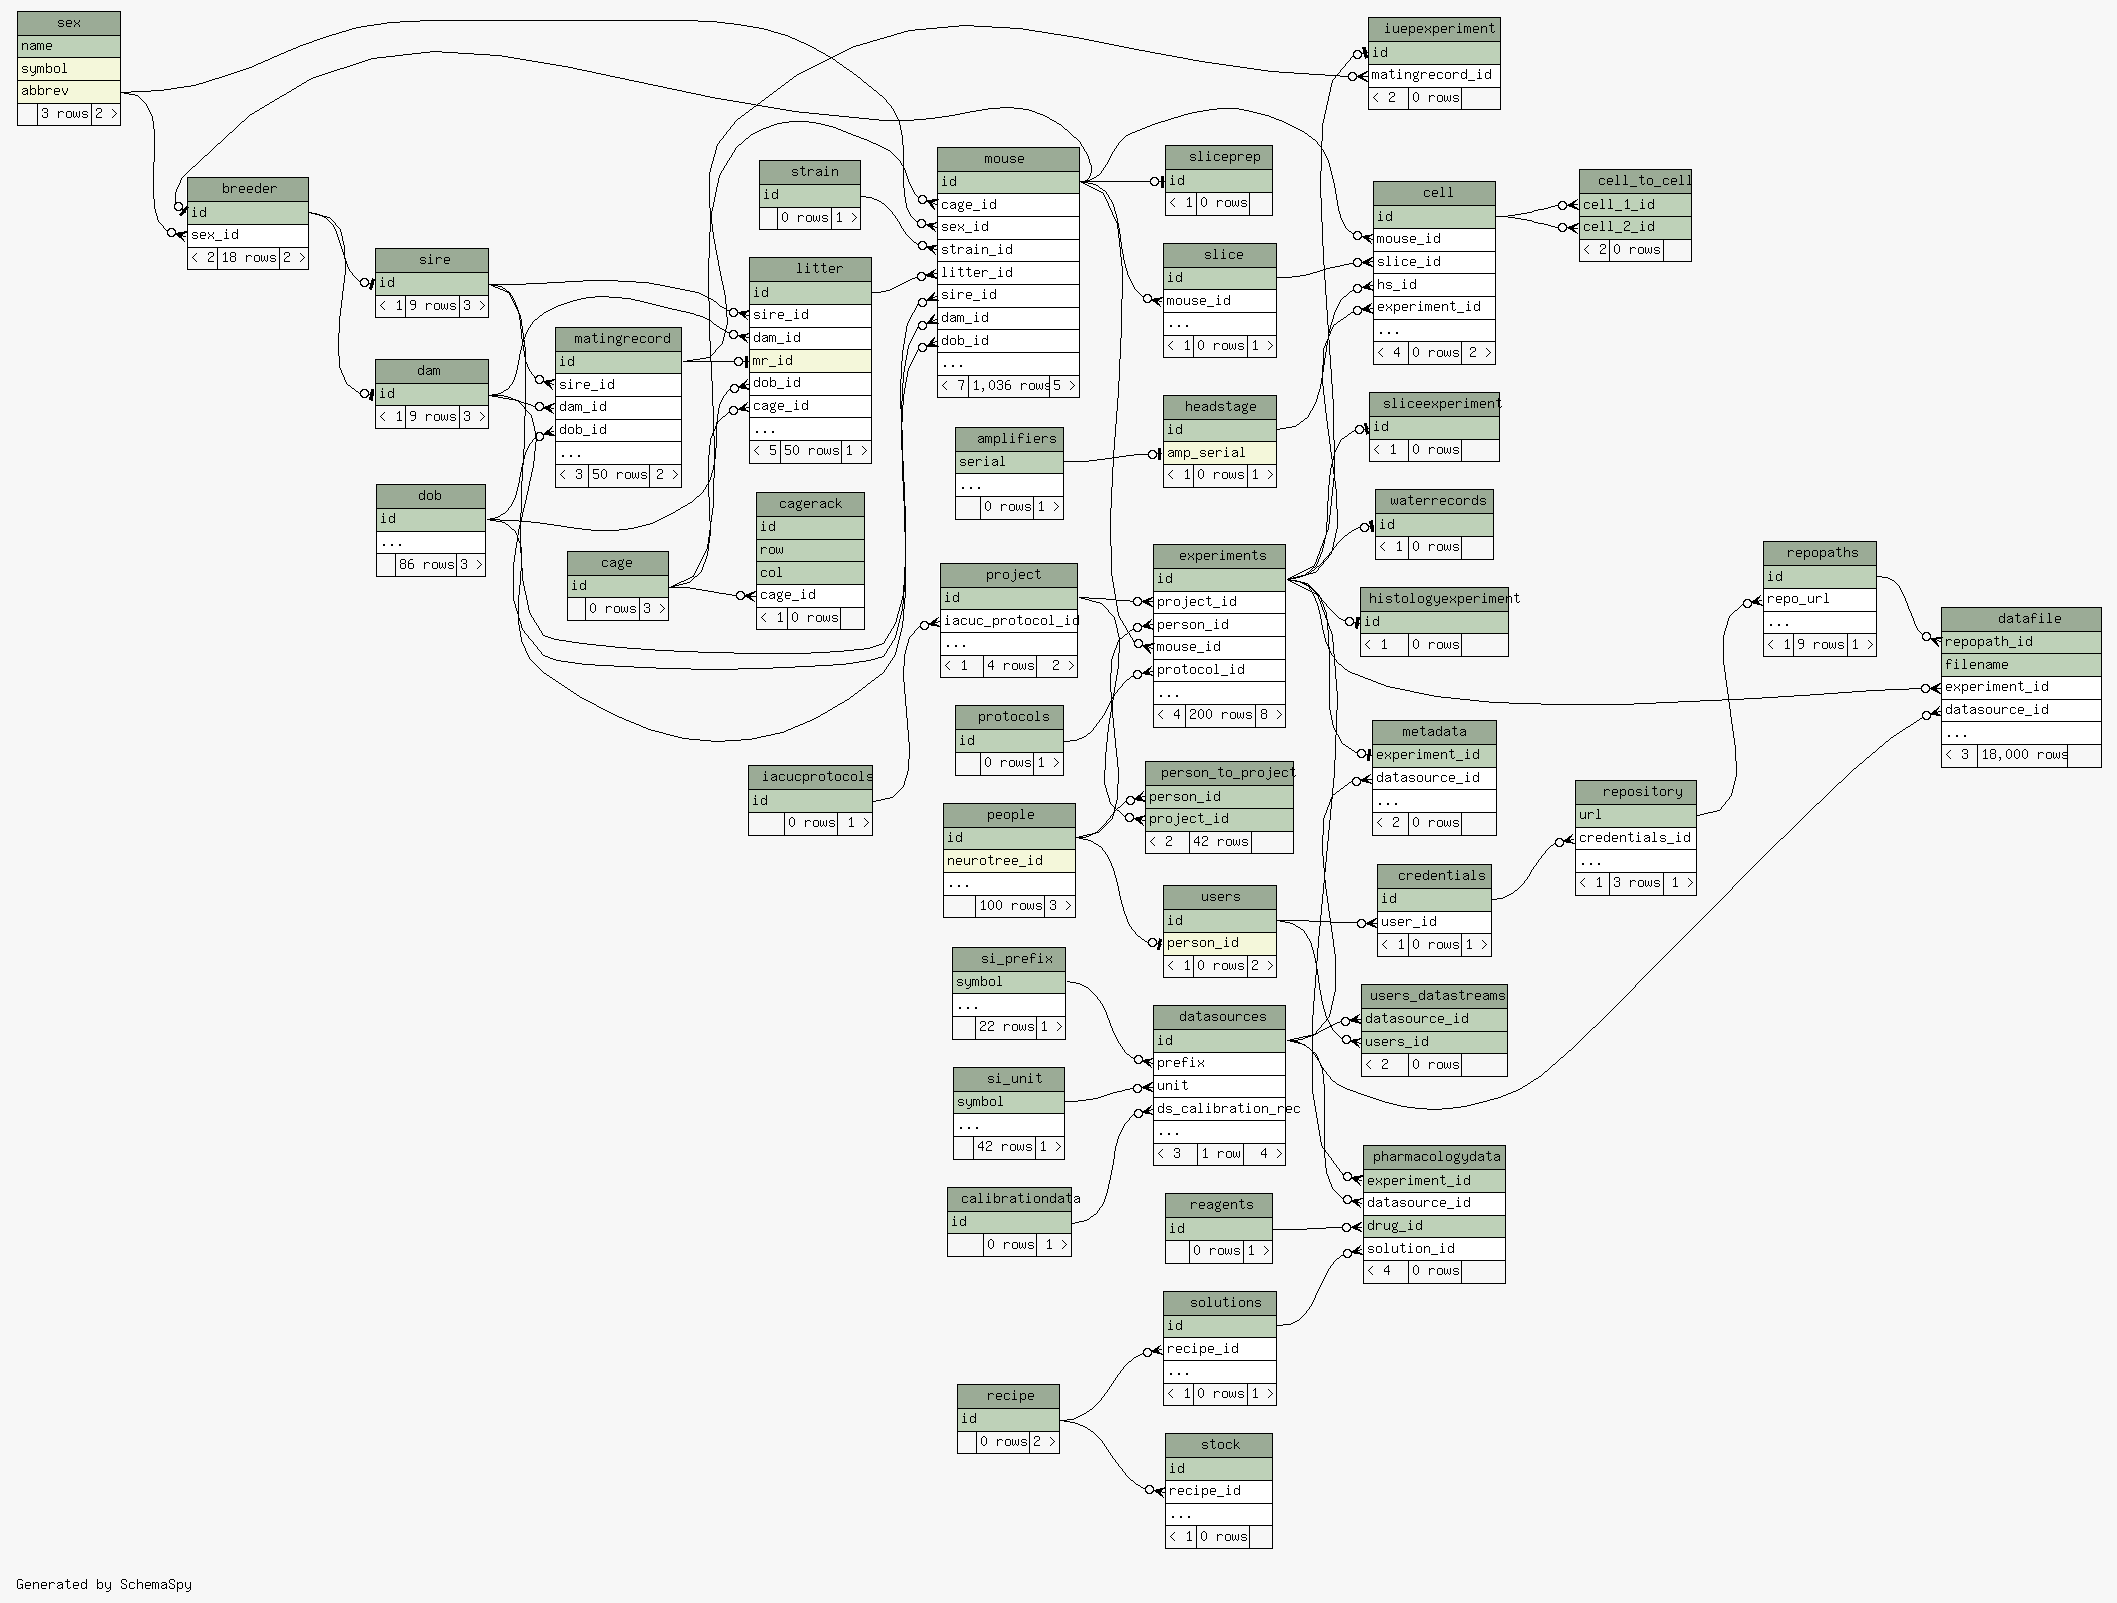 sex
name
symbol
abbrev
3 rows 2 >
breeder
id
sex_id
< 2 18 rows 2 >
sire
id
< 1 9 rows 3 >
dam
id
< 1 9 rows 3 >
dob
id
...
86 rows 3 >
matingrecord
id
sire_id
dam_id
dob_id
...
< 3 50 rows 2 >
cage
id
0 rows 3 >
strain
id
0 rows 1 >
litter
id
sire_id
dam_id
mr_id
dob_id
cage_id
...
< 5 50 rows 1 >
cagerack
id
row
col
cage_id
< 1 0 rows
iacucprotocols
id
0 rows 1 >
mouse
id
cage_id
sex_id
strain_id
litter_id
sire_id
dam_id
dob_id
...
< 7 1,036 rows 5 >
amplifiers
serial
...
0 rows 1 >
project
id
iacuc_protocol_id
...
< 1 4 rows 2 >
protocols
id
0 rows 1 >
people
id
neurotree_id
...
100 rows 3 >
si_prefix
symbol
...
22 rows 1 >
si_unit
symbol
...
42 rows 1 >
calibrationdata
id
0 rows 1 >
recipe
id
0 rows 2 >
sliceprep
id
< 1 0 rows
slice
id
mouse_id
...
< 1 0 rows 1 >
headstage
id
amp_serial
< 1 0 rows 1 >
experiments
id
project_id
person_id
mouse_id
protocol_id
...
< 4 200 rows 8 >
person_to_project
person_id
project_id
< 2 42 rows
users
id
person_id
< 1 0 rows 2 >
datasources
id
prefix
unit
ds_calibration_rec
...
< 3 1 row 4 >
reagents
id
0 rows 1 >
solutions
id
recipe_id
...
< 1 0 rows 1 >
stock
id
recipe_id
...
< 1 0 rows
iuepexperiment
id
matingrecord_id
< 2 0 rows
cell
id
mouse_id
slice_id
hs_id
experiment_id
...
< 4 0 rows 2 >
sliceexperiment
id
< 1 0 rows
waterrecords
id
< 1 0 rows
histologyexperiment
id
< 1 0 rows
metadata
experiment_id
datasource_id
...
< 2 0 rows
credentials
id
user_id
< 1 0 rows 1 >
users_datastreams
datasource_id
users_id
< 2 0 rows
pharmacologydata
experiment_id
datasource_id
drug_id
solution_id
< 4 0 rows
cell_to_cell
cell_1_id
cell_2_id
< 2 0 rows
repository
url
credentials_id
...
< 1 3 rows 1 >
repopaths
id
repo_url
...
< 1 9 rows 1 >
datafile
repopath_id
filename
experiment_id
datasource_id
...
< 3 18,000 rows
Generated by SchemaSpy